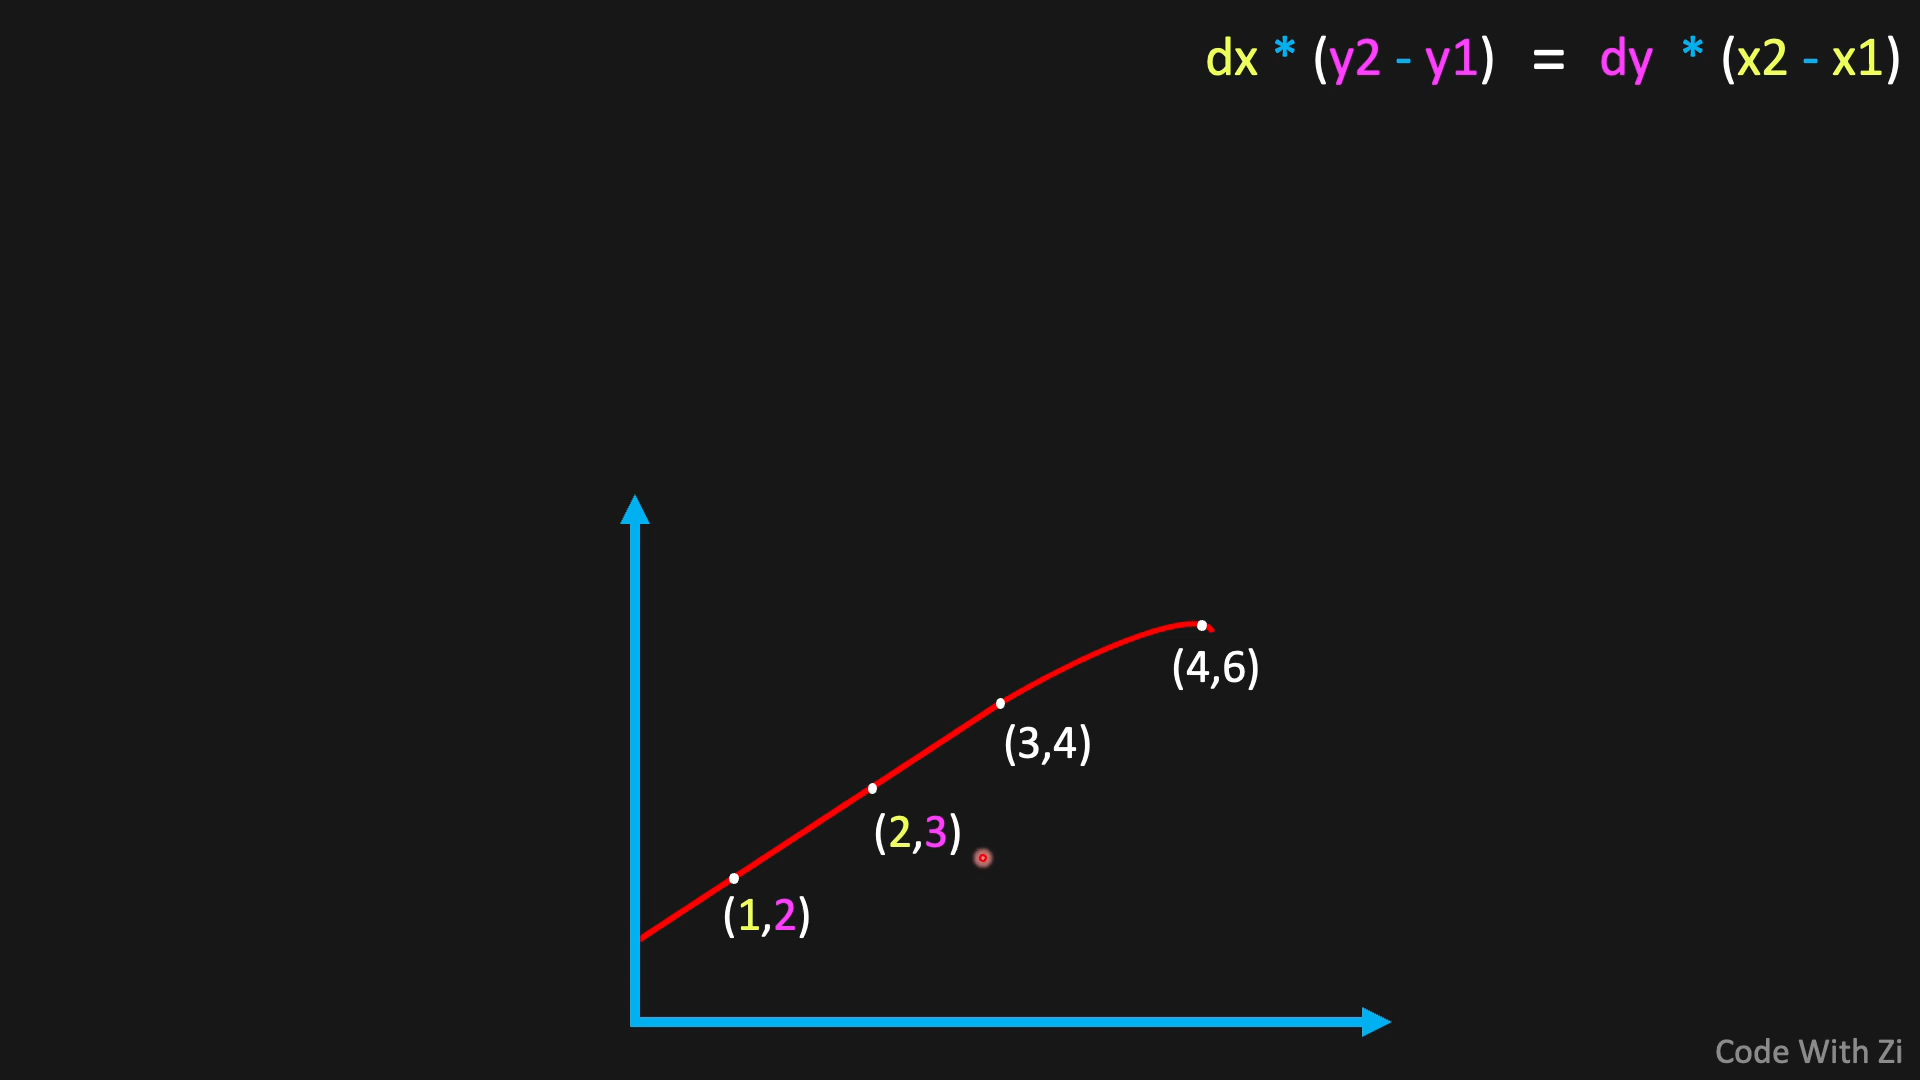 dx * (y2 - y1) = dy * (x2 - x1)
(4,6)
(3,4)
(2,3)
(1,2)
Code With Zi